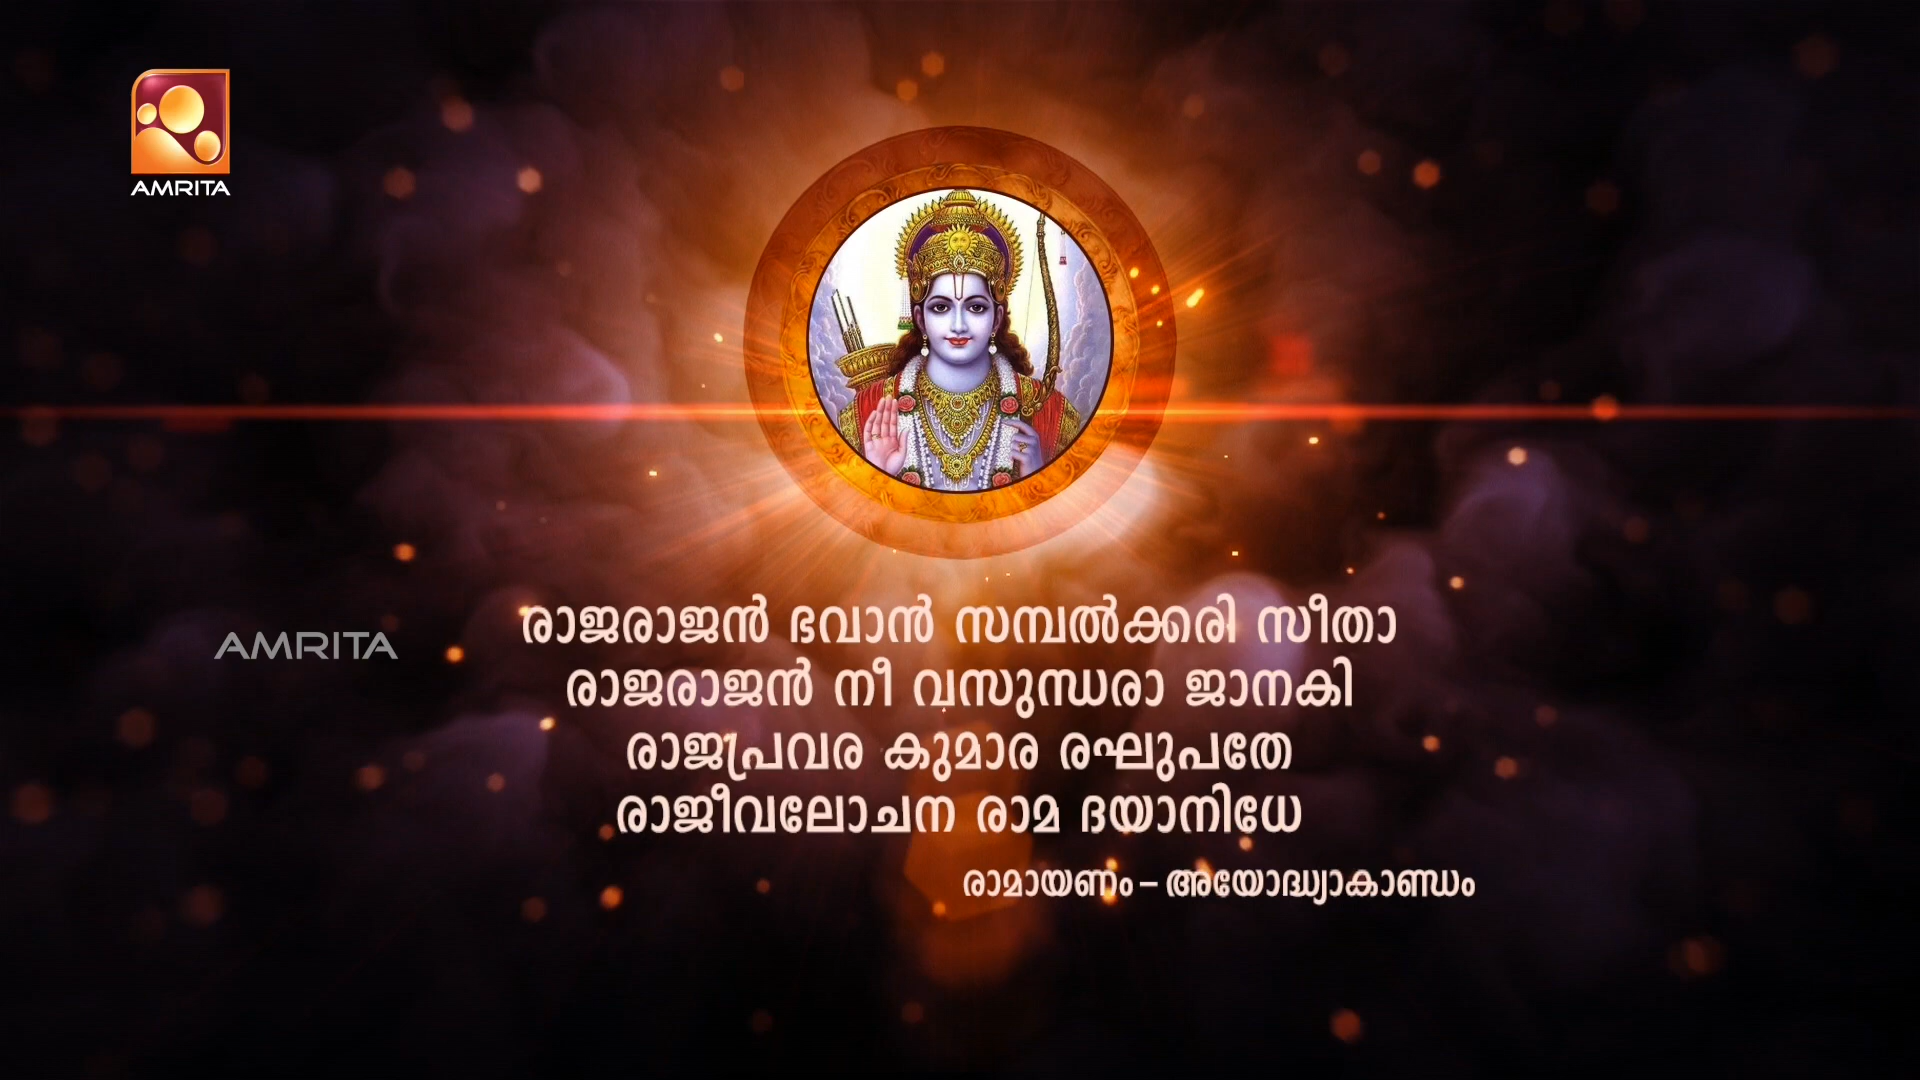 AMRITA
AMRITA
രാജരാജൻ ഭവാൻ സമ്പൽക്കരി സീതാ
രാജരാജൻ നീ വസുന്ധരാ ജാനകി
രാജപ്രവര കുമാര രഘുപതേ
രാജീവലോചന രാമ ദയാനിധേ
രാമായണം – അയോദ്ധ്യാകാണ്ഡം